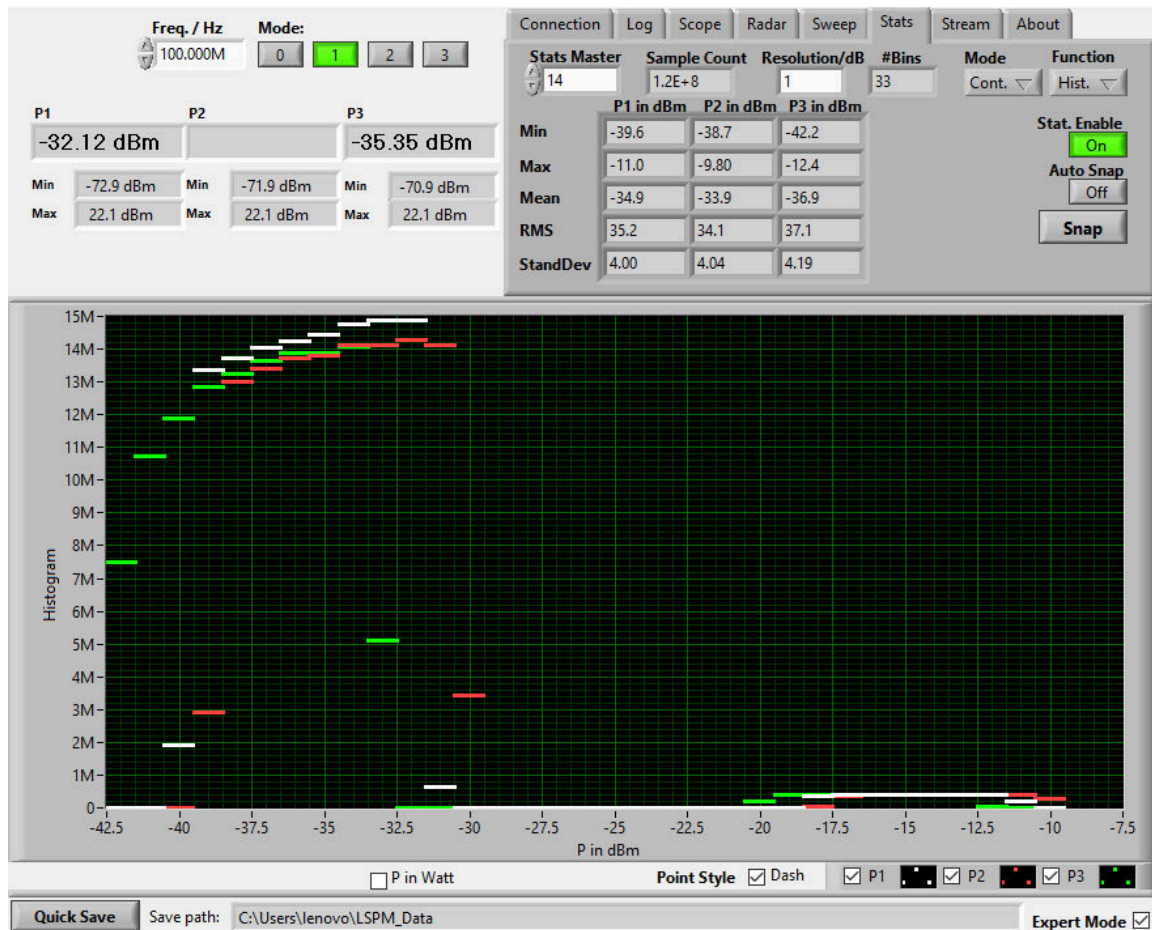 Connection Log Scope Radar Sweep Stats Stream About
Freq. / Hz Mode:
100.000M 0 1 2 3
Stats Master Sample Count Resolution/dB #Bins Mode Function
14 1.2E+8 1 33 Cont. Hist.
P1 P2 P3
-32.12 dBm -35.35 dBm
Min -72.9 dBm Min -71.9 dBm Min -70.9 dBm
Max 22.1 dBm Max 22.1 dBm Max 22.1 dBm
P1 in dBm P2 in dBm P3 in dBm
Min -39.6 -38.7 -42.2
Max -11.0 -9.80 -12.4
Mean -34.9 -33.9 -36.9
RMS 35.2 34.1 37.1
StandDev 4.00 4.04 4.19
Stat. Enable
On
Auto Snap
Off
Snap
Histogram
15M
14M
13M
12M
11M
10M
9M
8M
7M
6M
5M
4M
3M
2M
1M
0
-42.5 -40 -37.5 -35 -32.5 -30 -27.5 -25 -22.5 -20 -17.5 -15 -12.5 -10 -7.5
P in dBm
P in Watt Point Style Dash P1 P2 P3
Quick Save Save path: C:\Users\lenovo\LSPM_Data Expert Mode